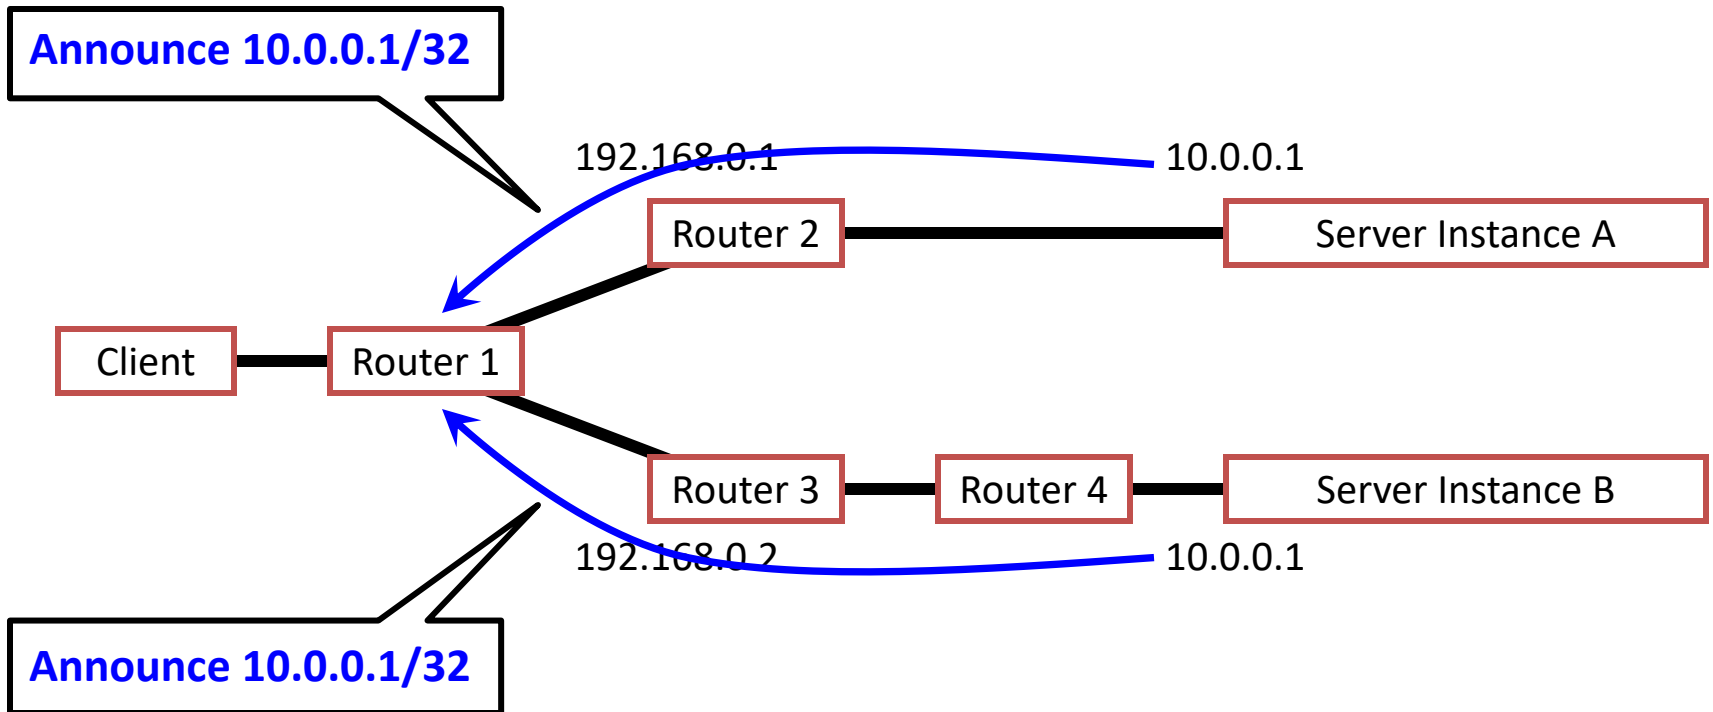 Announce 10.0.0.1/32
192.168.0.1
10.0.0.1
Router 2
Server Instance A
Client
Router 1
Router 3
Router 4
Server Instance B
192.168.0.2
10.0.0.1
Announce 10.0.0.1/32